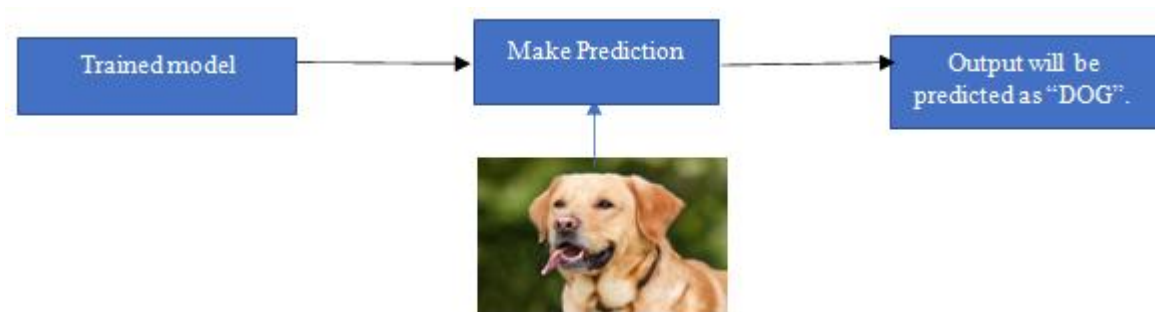 Trained model
Make Prediction
Output will be
predicted as “DOG”.